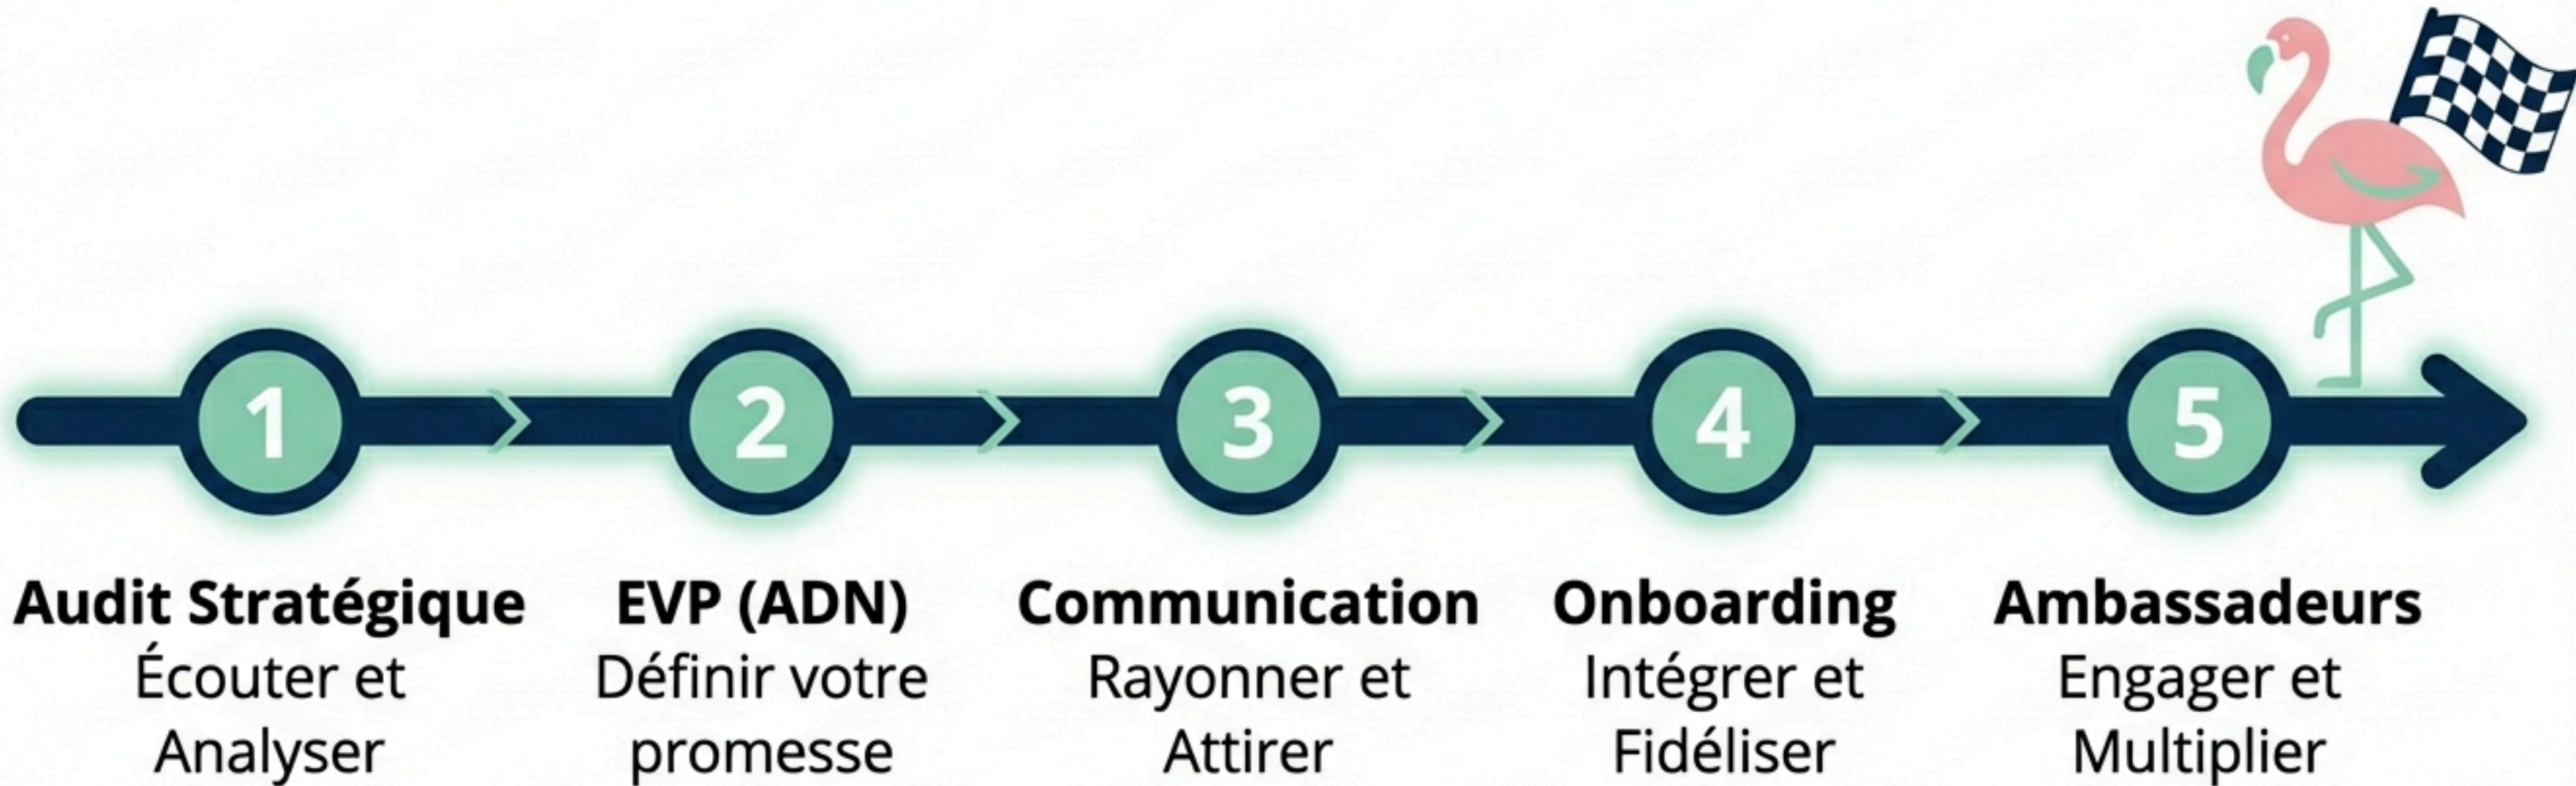 1
2
3
4
5
Audit Stratégique
Écouter et
Analyser
EVP (ADN)
Définir votre
promesse
Communication
Rayonner et
Attirer
Onboarding
Intégrer et
Fidéliser
Ambassadeurs
Engager et
Multiplier